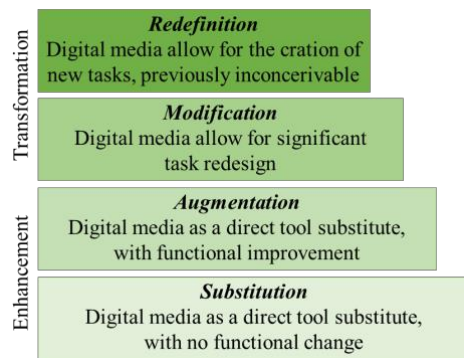 Transformation
Redefinition
Digital media allow for the cration of
new tasks, previously inconcerivable
Modification
Digital media allow for significant
task redesign
Enhancement
Augmentation
Digital media as a direct tool substitute,
with functional improvement
Substitution
Digital media as a direct tool substitute,
with no functional change